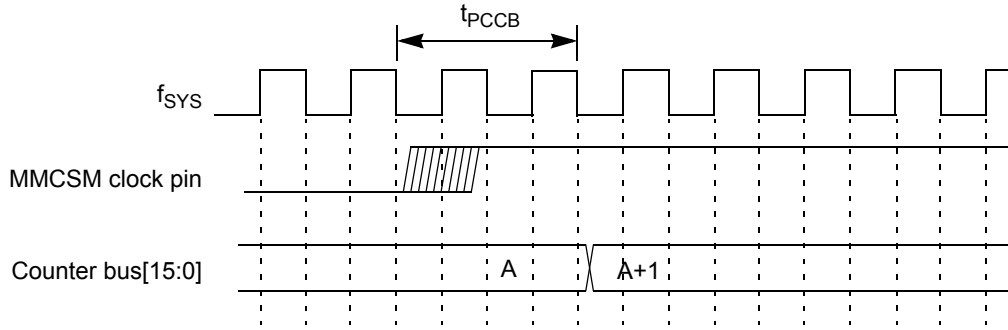 tPCCB
fSYS
MMCSM clock pin
Counter bus[15:0]
A
A+1